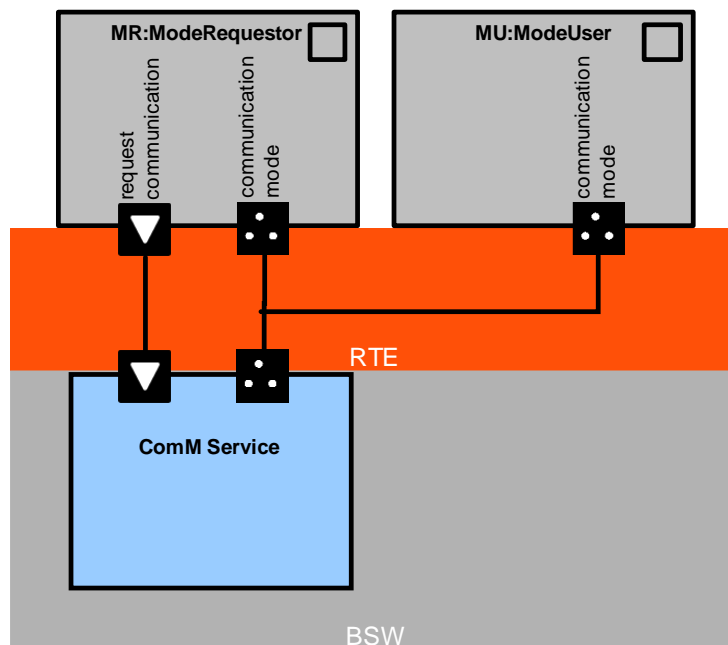 MR:ModeRequestor
MU:ModeUser
request
communication
communication
mode
communication
mode
RTE
ComM Service
BSW